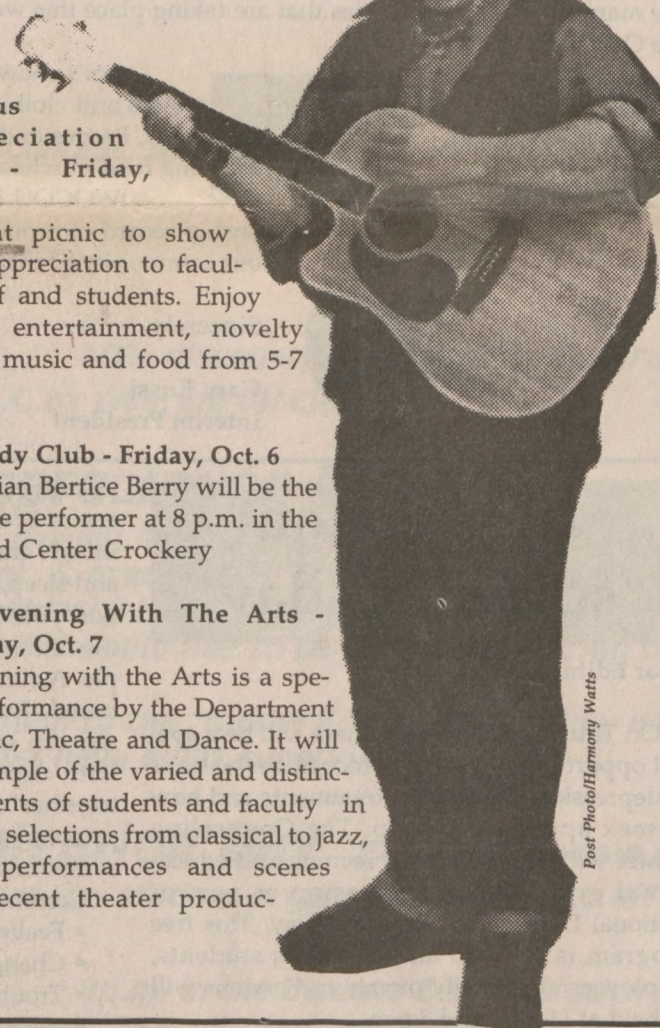 us
eciation
- Friday,
at picnic to show
ppreciation to facul-
f and students. Enjoy
entertainment, novelty
music and food from 5-7
dy Club - Friday, Oct. 6
ian Bertice Berry will be the
e performer at 8 p.m. in the
d Center Crockery
vening With The Arts -
ay, Oct. 7
ning with the Arts is a spe-
formance by the Department
ic, Theatre and Dance. It will
mple of the varied and distinc-
ents of students and faculty in
selections from classical to jazz,
performances and scenes
ecent theater produc-
Post Photo/Harmony Watts